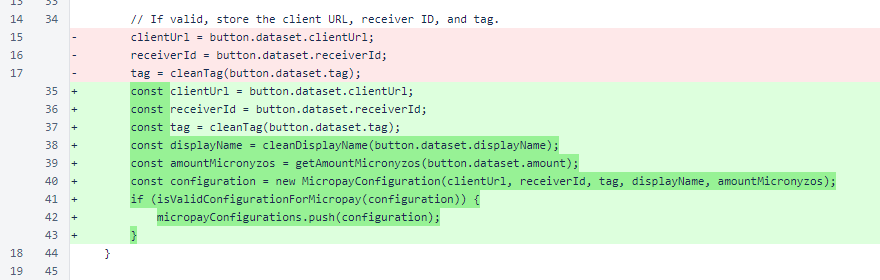 13 33
14 34 // If valid, store the client URL, receiver ID, and tag.
15 - clientUrl = button.dataset.clientUrl;
16 - receiverId = button.dataset.receiverId;
17 - tag = cleanTag(button.dataset.tag);
35 + const clientUrl = button.dataset.clientUrl;
36 + const receiverId = button.dataset.receiverId;
37 + const tag = cleanTag(button.dataset.tag);
38 + const displayName = cleanDisplayName(button.dataset.displayName);
39 + const amountMicronyzos = getAmountMicronyzos(button.dataset.amount);
40 + const configuration = new MicropayConfiguration(clientUrl, receiverId, tag, displayName, amountMicronyzos);
41 + if (isValidConfigurationForMicropay(configuration)) {
42 + micropayConfigurations.push(configuration);
43 + }
18 44 }
19 45